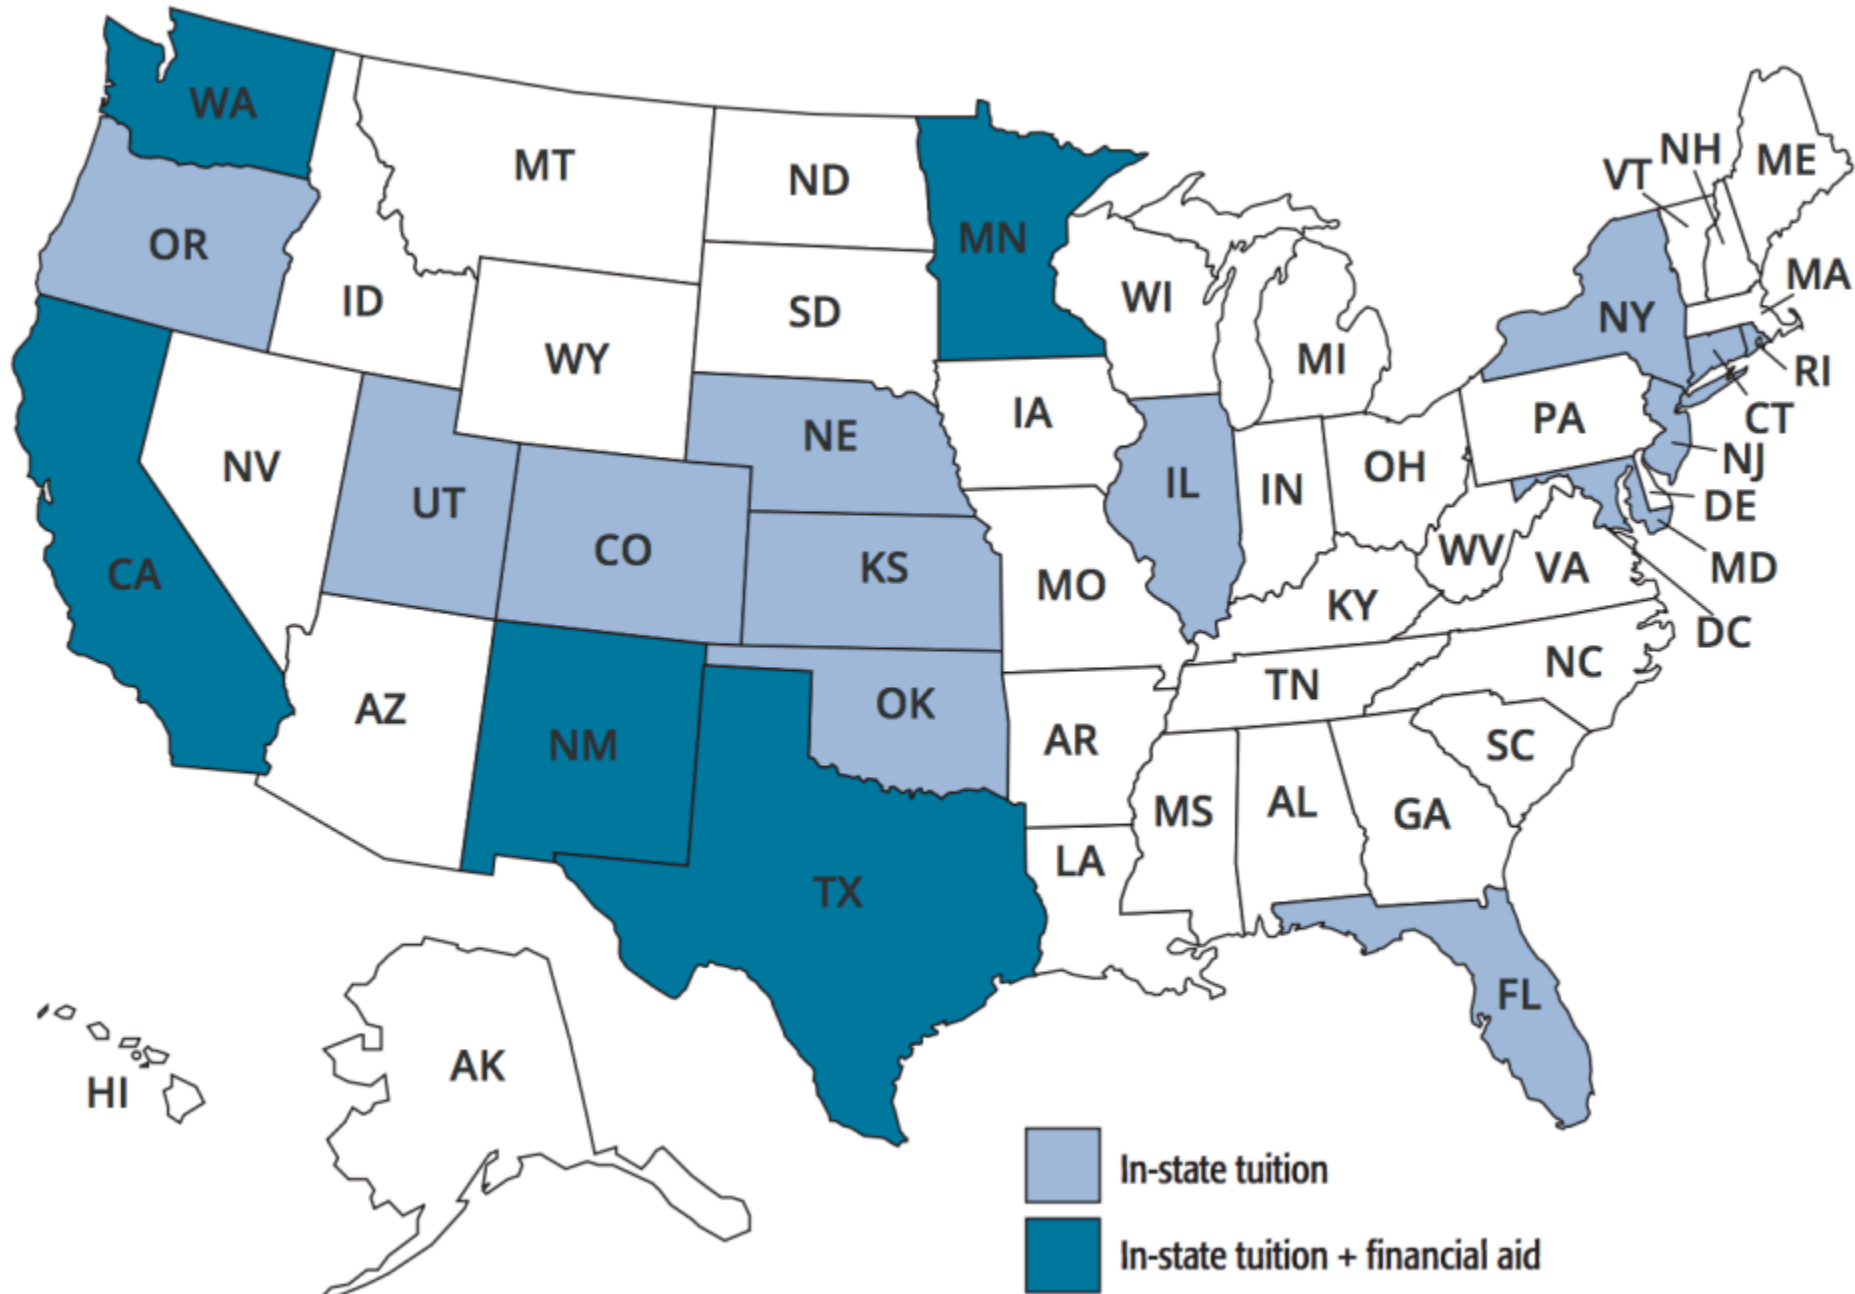 WA
MT
ND
MN
VT
NH
ME
OR
ID
SD
WI
MI
NY
MA
WY
RI
CT
NV
UT
NE
IA
IL
IN
OH
PA
NJ
DE
CO
KS
MO
WV
VA
MD
CA
KY
DC
AZ
NM
OK
AR
TN
NC
SC
MS
AL
GA
TX
LA
FL
HI
AK
In-state tuition
In-state tuition + financial aid